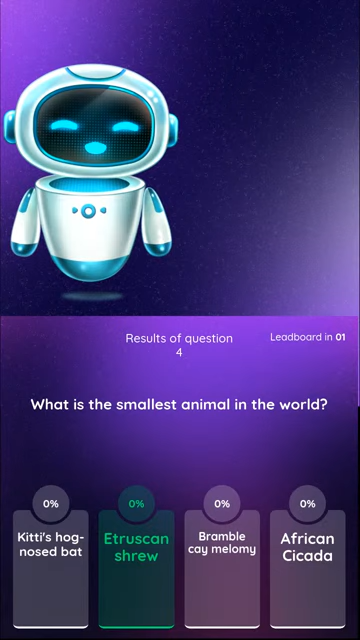 Results of question
4
Leadboard in 01
What is the smallest animal in the world?
0%
0%
0%
0%
Kitti's hog-
nosed bat
Etruscan
shrew
Bramble
cay melomy
African
Cicada